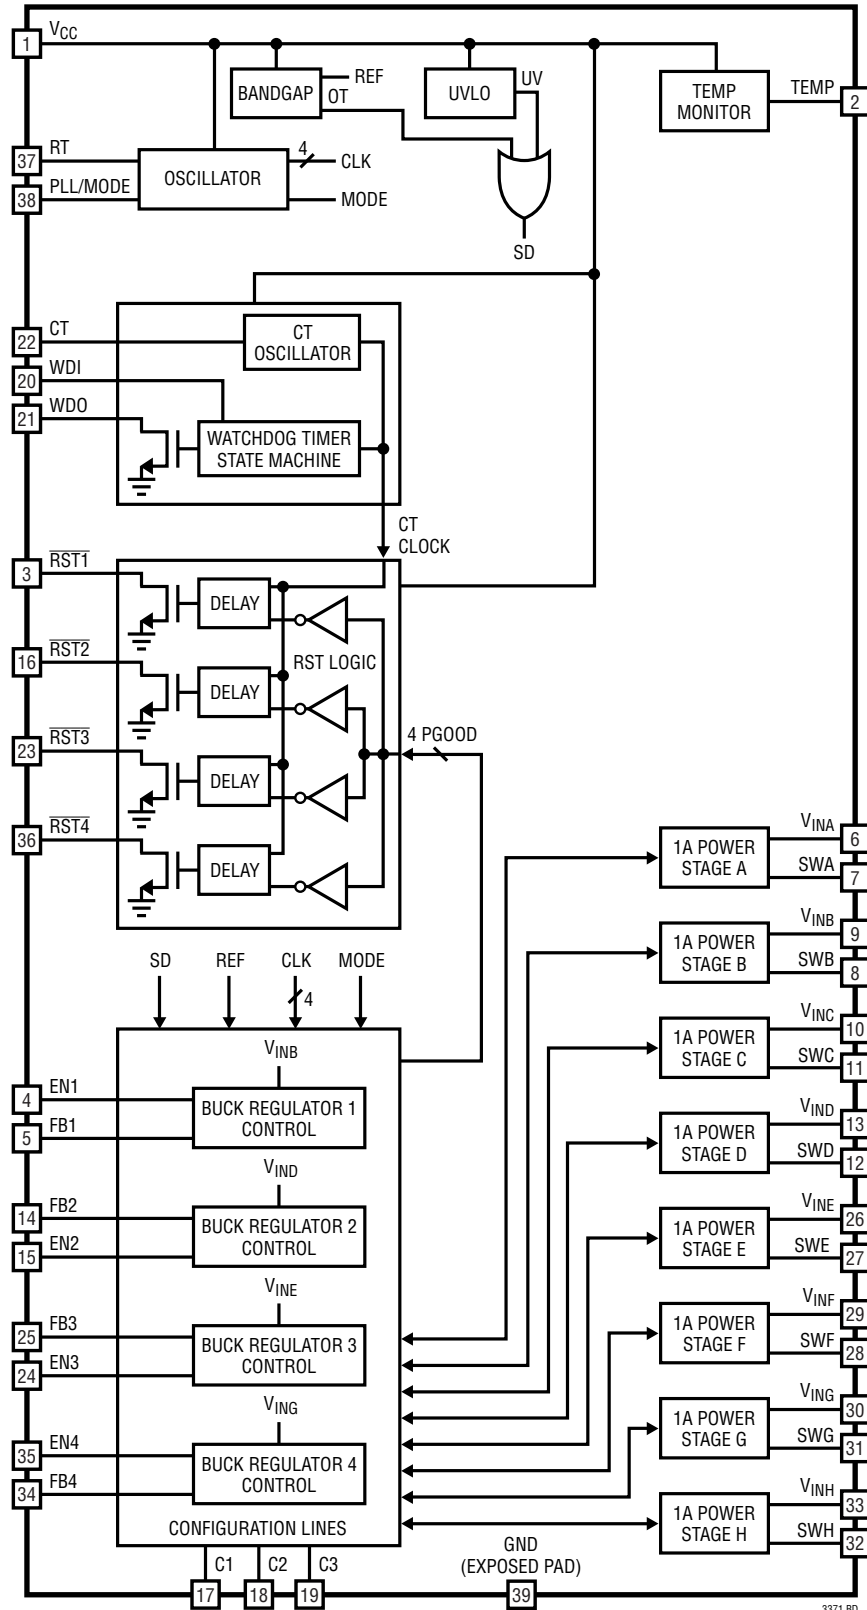 1
VCC
BANDGAP
REF
OT
UVLO
UV
TEMP
MONITOR
TEMP
2
37
RT
38
PLL/MODE
OSCILLATOR
4
CLK
MODE
SD
22
CT
20
WDI
21
WDO
CT
OSCILLATOR
WATCHDOG TIMER
STATE MACHINE
CT
CLOCK
3
RST1
DELAY
16
RST2
RST LOGIC
DELAY
23
RST3
DELAY
4 PGOOD
36
RST4
DELAY
SD
REF
CLK
MODE
4
VINB
4
EN1
5
FB1
BUCK REGULATOR 1
CONTROL
VIND
14
FB2
15
EN2
BUCK REGULATOR 2
CONTROL
VINE
25
FB3
24
EN3
BUCK REGULATOR 3
CONTROL
VING
35
EN4
34
FB4
BUCK REGULATOR 4
CONTROL
CONFIGURATION LINES
C1
C2
C3
17
18
19
1A POWER
STAGE A
VINA
6
SWA
7
1A POWER
STAGE B
VINB
9
SWB
8
1A POWER
STAGE C
VINC
10
SWC
11
1A POWER
STAGE D
VIND
13
SWD
12
1A POWER
STAGE E
VINE
26
SWE
27
1A POWER
STAGE F
VINF
29
SWF
28
1A POWER
STAGE G
VING
30
SWG
31
1A POWER
STAGE H
VINH
33
SWH
32
GND
(EXPOSED PAD)
39
3371 BD